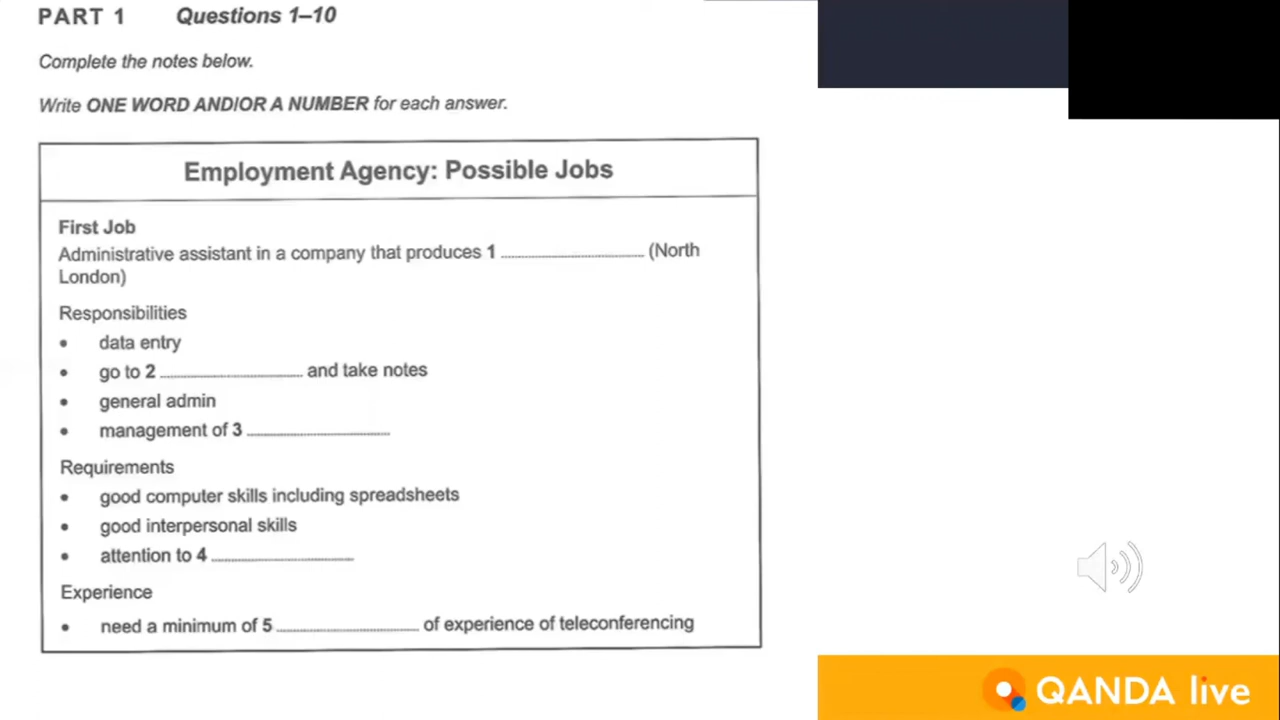 PART 1 Questions 1–10
Complete the notes below.
Write ONE WORD AND/OR A NUMBER for each answer.
Employment Agency: Possible Jobs
First Job
Administrative assistant in a company that produces 1 .................... (North
London)
Responsibilities
• data entry
• go to 2 .................... and take notes
• general admin
• management of 3 ....................
Requirements
• good computer skills including spreadsheets
• good interpersonal skills
• attention to 4 ....................
Experience
• need a minimum of 5 .................... of experience of teleconferencing
QANDA live